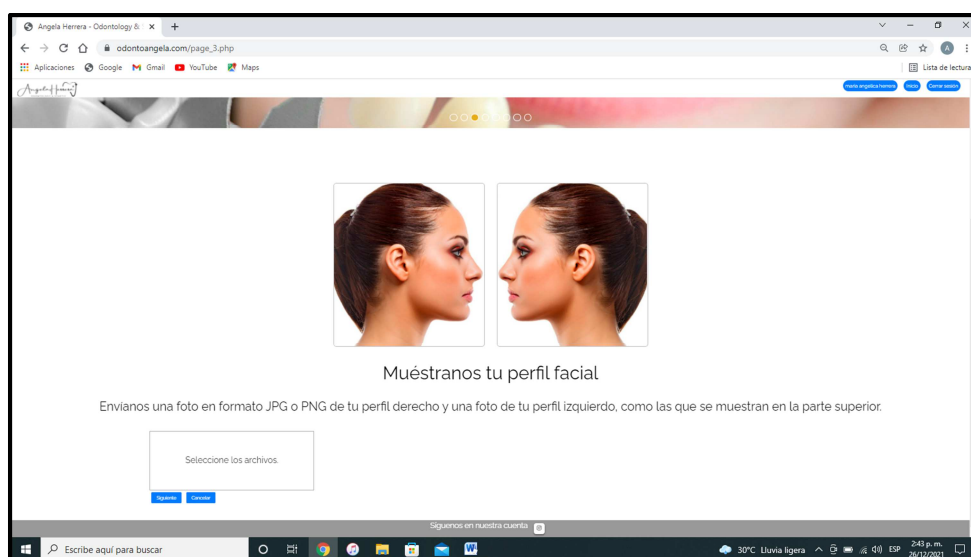 Angela Herrera - Odontology &
odontoangela.com/page_3.php
A
Aplicaciones
Google
Gmail
YouTube
Maps
Lista de lectura
Angela Herrera
maria angelica herrera
Inicio
Cerrar sesión
Muéstranos tu perfil facial
Envíanos una foto en formato JPG o PNG de tu perfil derecho y una foto de tu perfil izquierdo, como las que se muestran en la parte superior.
Seleccione los archivos.
Siguiente
Cancelar
Síguenos en nuestra cuenta
Escribe aquí para buscar
30°C Lluvia ligera
ESP
2:43 p. m.
26/12/2021